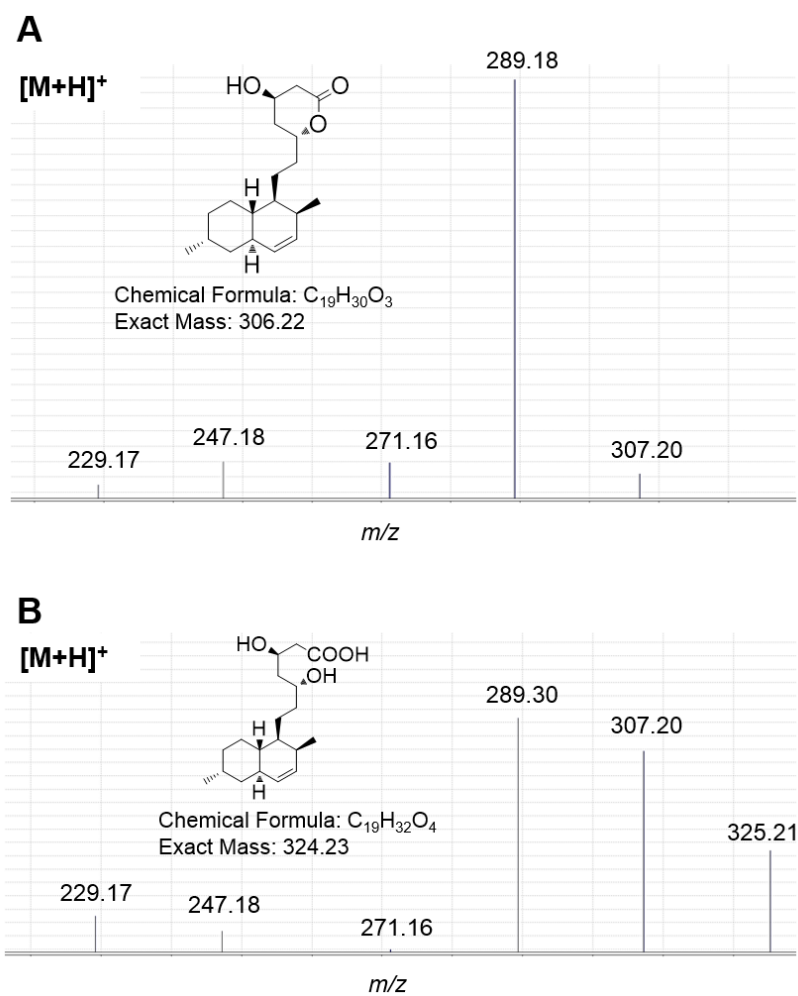 A
[M+H]+
289.18
HO
O
O
H
H
Chemical Formula: C19H30O3
Exact Mass: 306.22
229.17
247.18
271.16
307.20
m/z
B
[M+H]+
HO
COOH
OH
H
H
Chemical Formula: C19H32O4
Exact Mass: 324.23
289.30
307.20
325.21
229.17
247.18
271.16
m/z